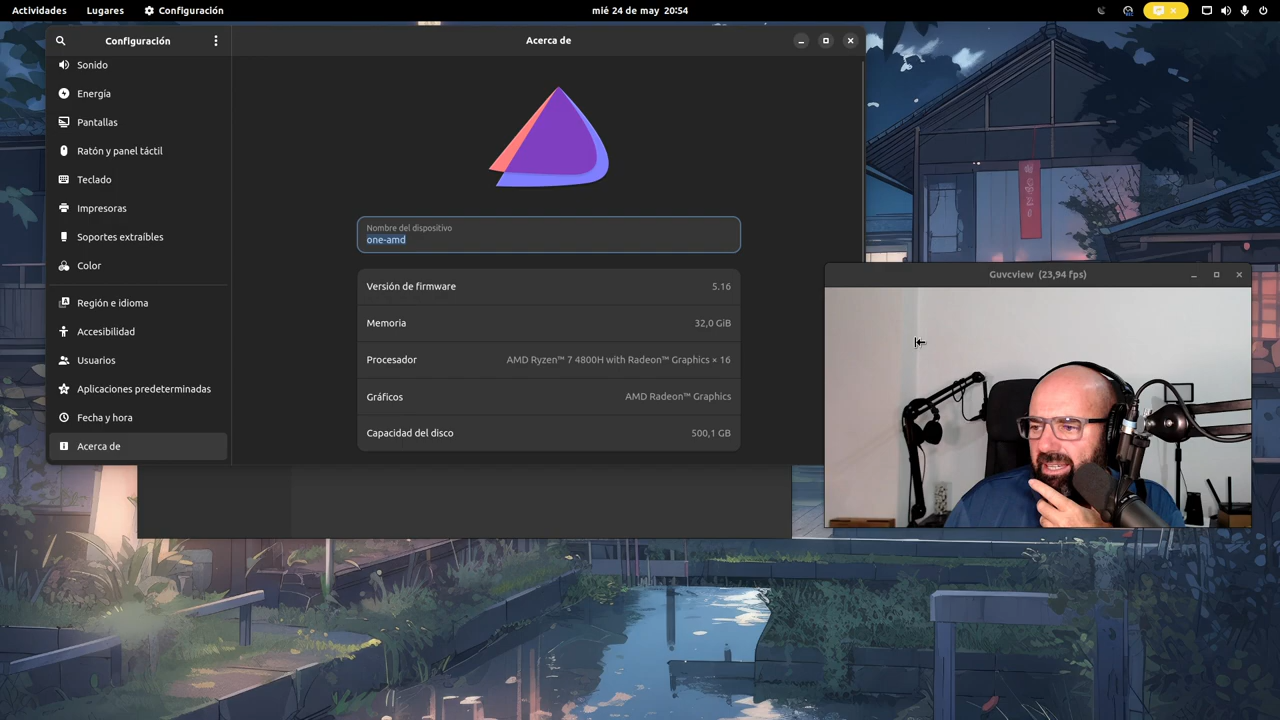 Actividades
Lugares
Configuración
mié 24 de may 20:54
Configuración
Acerca de
Sonido
Energía
Pantallas
Ratón y panel táctil
Teclado
Impresoras
Soportes extraíbles
Color
Región e idioma
Accesibilidad
Usuarios
Aplicaciones predeterminadas
Fecha y hora
Acerca de
Nombre del dispositivo
one-amd
Versión de firmware 5.16
Memoria 32,0 GiB
Procesador AMD Ryzen™ 7 4800H with Radeon™ Graphics × 16
Gráficos AMD Radeon™ Graphics
Capacidad del disco 500,1 GB
Guvcview (23,94 fps)